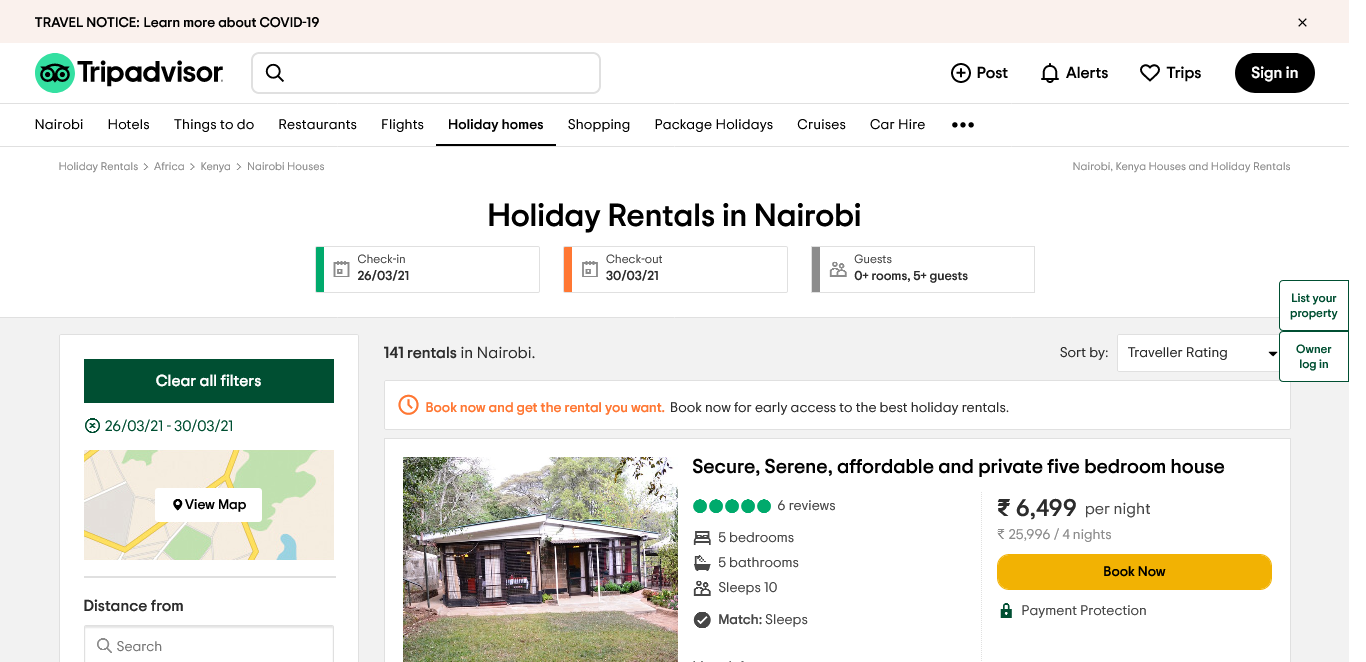 TRAVEL NOTICE: Learn more about COVID-19
Tripadvisor
Post
Alerts
Trips
Sign in
Nairobi
Hotels
Things to do
Restaurants
Flights
Holiday homes
Shopping
Package Holidays
Cruises
Car Hire
Holiday Rentals > Africa > Kenya > Nairobi Houses
Nairobi, Kenya Houses and Holiday Rentals
Holiday Rentals in Nairobi
Check-in
26/03/21
Check-out
30/03/21
Guests
0+ rooms, 5+ guests
List your
property
Owner
log in
Clear all filters
26/03/21 - 30/03/21
View Map
Distance from
Search
141 rentals in Nairobi.
Sort by:
Traveller Rating
Book now and get the rental you want. Book now for early access to the best holiday rentals.
Secure, Serene, affordable and private five bedroom house
6 reviews
5 bedrooms
5 bathrooms
Sleeps 10
Match: Sleeps
₹ 6,499 per night
₹ 25,996 / 4 nights
Book Now
Payment Protection